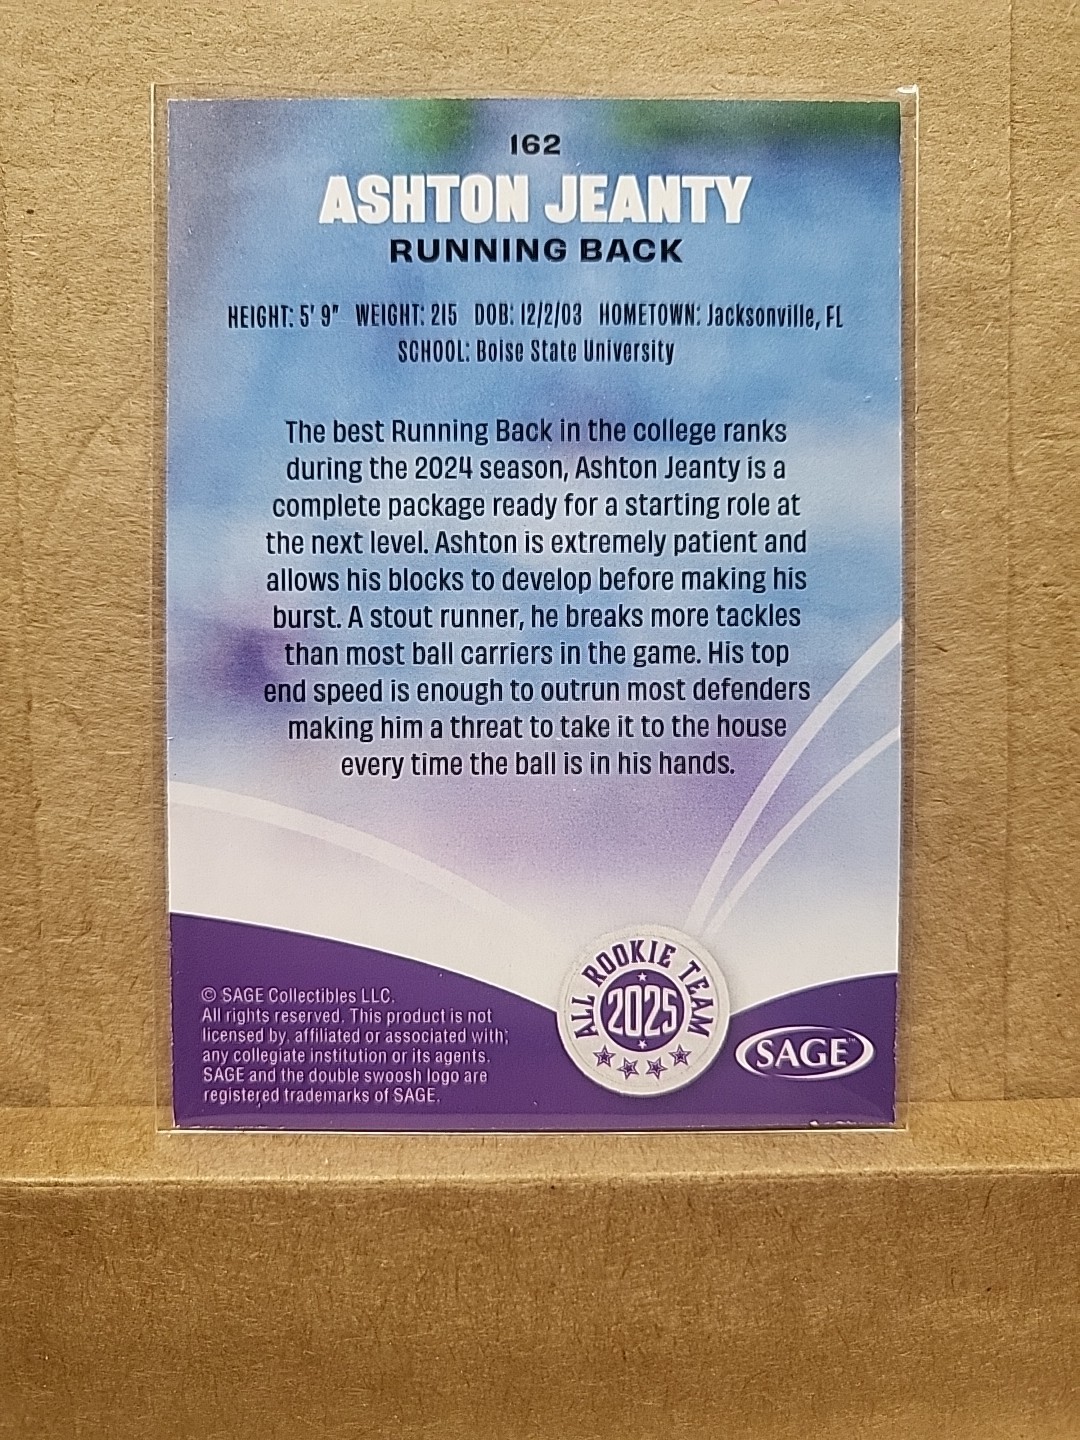 162
ASHTON JEANTY
RUNNING BACK
HEIGHT: 5' 9" WEIGHT: 215 DOB: 12/2/03 HOMETOWN: Jacksonville, FL
SCHOOL: Boise State University
The best Running Back in the college ranks
during the 2024 season, Ashton Jeanty is a
complete package ready for a starting role at
the next level. Ashton is extremely patient and
allows his blocks to develop before making his
burst. A stout runner, he breaks more tackles
than most ball carriers in the game. His top
end speed is enough to outrun most defenders
making him a threat to take it to the house
every time the ball is in his hands.
© SAGE Collectibles LLC.
All rights reserved. This product is not
licensed by, affiliated or associated with;
any collegiate institution or its agents.
SAGE and the double swoosh logo are
registered trademarks of SAGE.
ALL ROOKIE TEAM
2025
SAGE™